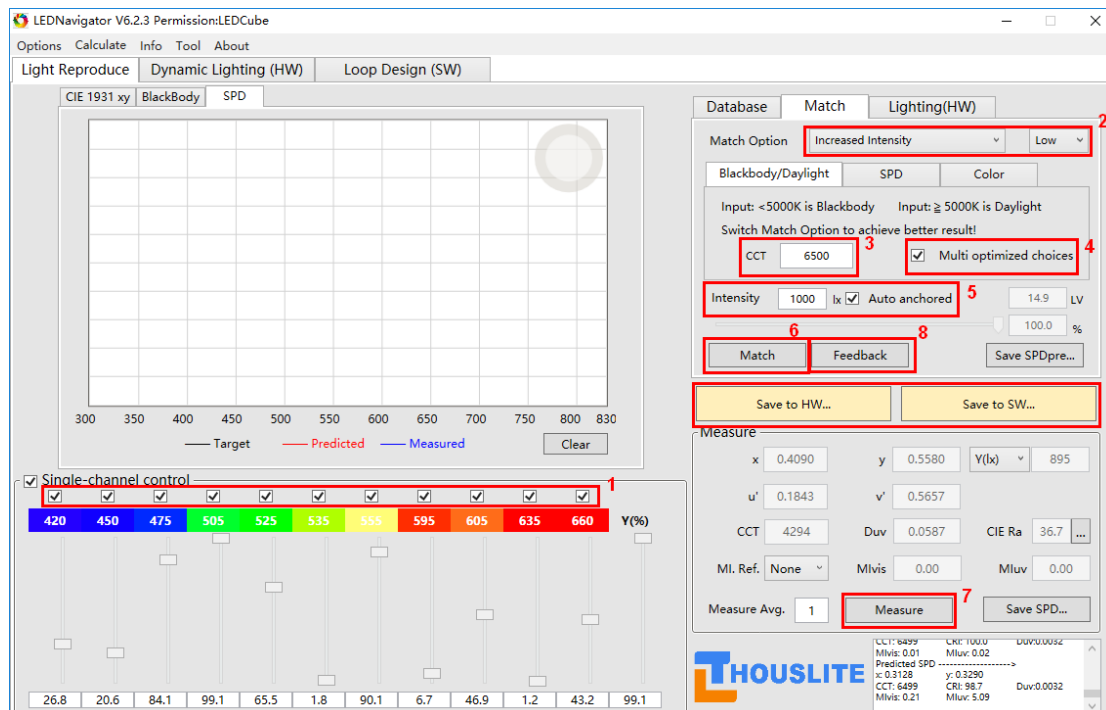 LEDNavigator V6.2.3 Permission:LEDCube
Options Calculate Info Tool About
Light Reproduce Dynamic Lighting (HW) Loop Design (SW)
CIE 1931 xy BlackBody SPD
300 350 400 450 500 550 600 650 700 750 800 830
Target Predicted Measured Clear
Single-channel control
1
420 450 475 505 525 535 555 595 605 635 660 Y(%)
26.8 20.6 84.1 99.1 65.5 1.8 90.1 6.7 46.9 1.2 43.2 99.1
Database Match Lighting(HW)
Match Option Increased Intensity Low 2
Blackbody/Daylight SPD Color
Input: <5000K is Blackbody Input: ≧ 5000K is Daylight
Switch Match Option to achieve better result!
CCT 6500 3 Multi optimized choices 4
Intensity 1000 lx Auto anchored 5 14.9 LV
100.0 %
6 8
Match Feedback Save SPDpre...
Save to HW... Save to SW...
Measure
x 0.4090 y 0.5580 Y(lx) 895
u' 0.1843 v' 0.5657
CCT 4294 Duv 0.0587 CIE Ra 36.7 ...
MI. Ref. None MIvis 0.00 MIuv 0.00
Measure Avg. 1 Measure 7 Save SPD...
THOUSLITE
CCT: 6499 CRI: 100.0 Duv:0.0032
MIvis: 0.01 MIuv: 0.02
Predicted SPD ------------------->
x: 0.3128 y: 0.3290
CCT: 6499 CRI: 98.7 Duv:0.0032
MIvis: 0.21 MIuv: 5.09